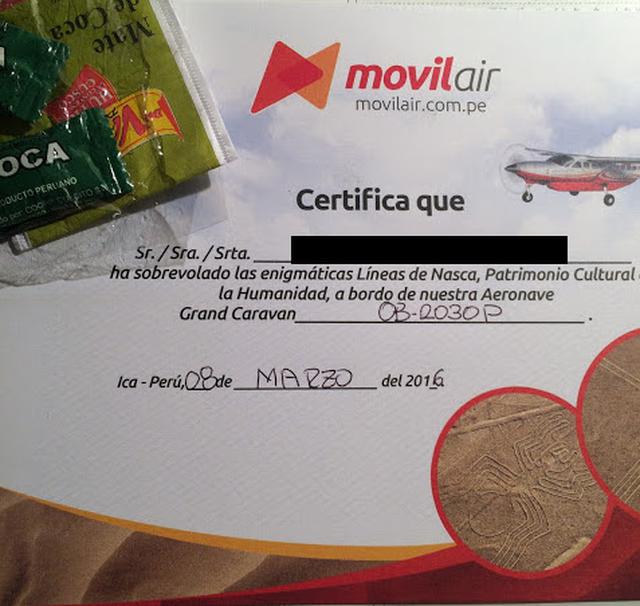 Mate
de Coca
OCA
PRODUCTO PERUANO
movilair
movilair.com.pe
Certifica que
Sr. / Sra. / Srta.
ha sobrevolado las enigmáticas Líneas de Nasca, Patrimonio Cultural
la Humanidad, a bordo de nuestra Aeronave
Grand Caravan OB-2030P.
Ica - Perú, 08 de MARZO del 2016